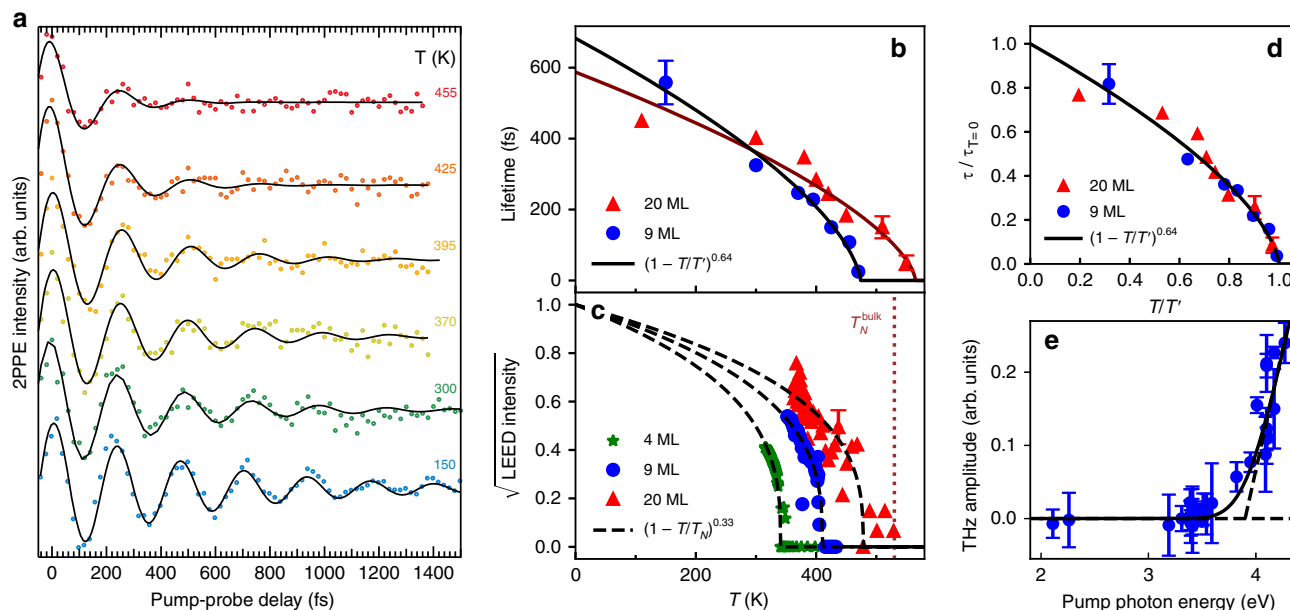 a
T (K)
455
425
395
370
300
150
2PPE intensity (arb. units)
0 200 400 600 800 1000 1200 1400
Pump-probe delay (fs)
b
600
400
200
0
Lifetime (fs)
20 ML
9 ML
(1 − T/T′)^0.64
c
1.0
0.8
0.6
0.4
0.2
0.0
√LEED intensity
T_N^bulk
4 ML
9 ML
20 ML
(1 − T/T_N)^0.33
0 200 400
T (K)
d
1.0
0.8
0.6
0.4
0.2
0.0
τ / τ_T=0
20 ML
9 ML
(1 − T/T′)^0.64
0.0 0.2 0.4 0.6 0.8 1.0
T/T′
e
0.2
0.1
0.0
THz amplitude (arb. units)
2 3 4
Pump photon energy (eV)